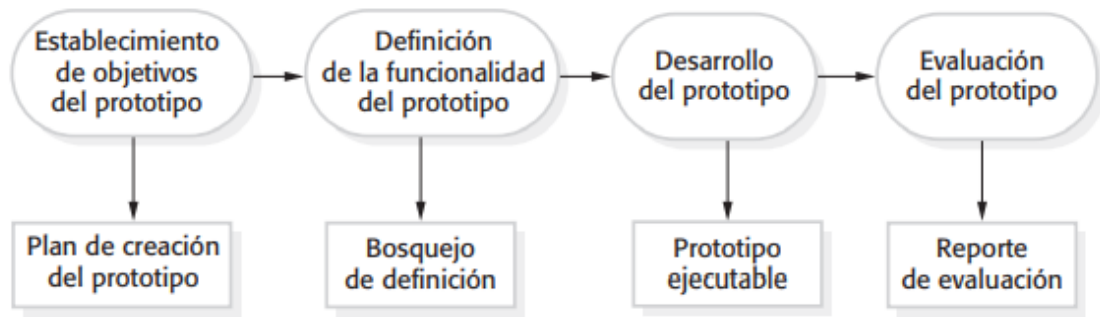 Establecimiento
de objetivos
del prototipo
Definición
de la funcionalidad
del prototipo
Desarrollo
del prototipo
Evaluación
del prototipo
Plan de creación
del prototipo
Bosquejo
de definición
Prototipo
ejecutable
Reporte
de evaluación